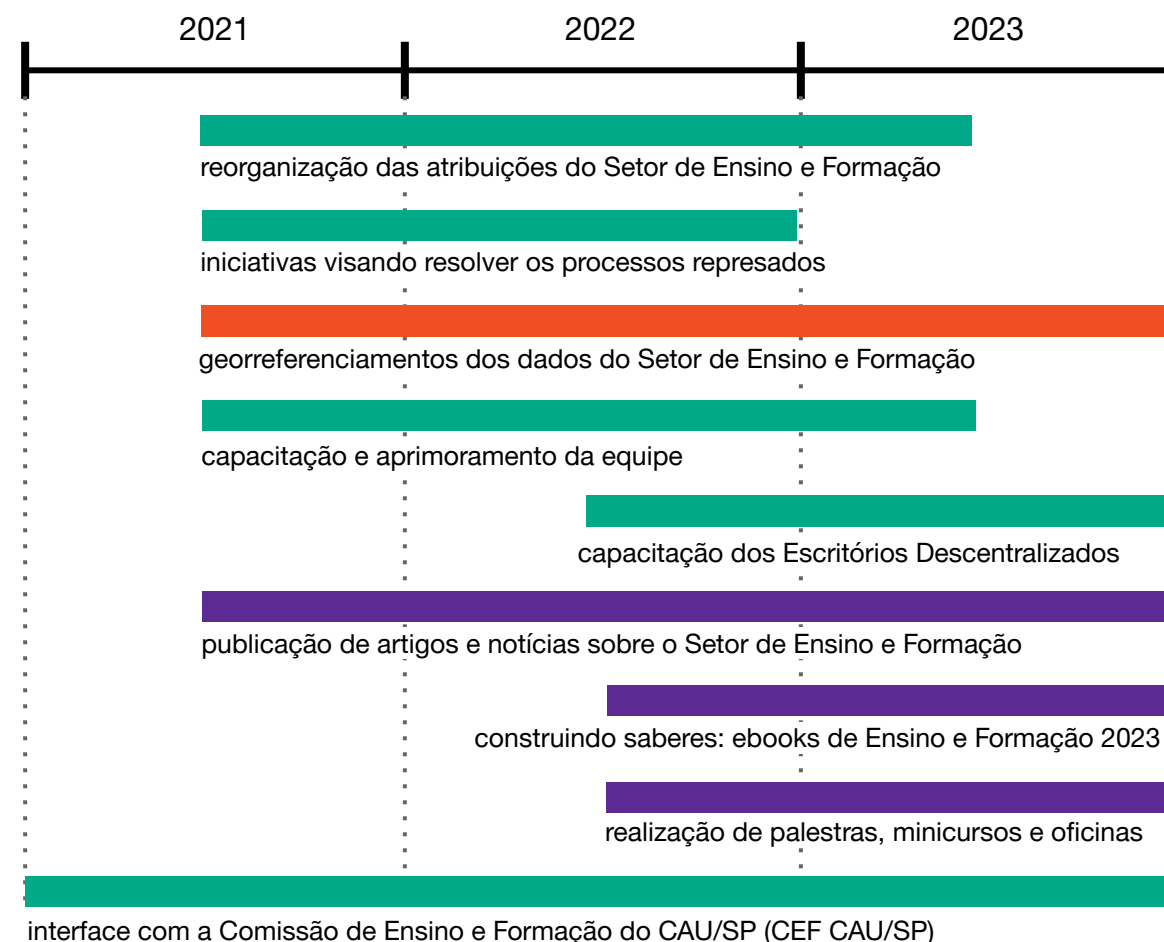 2021 2022 2023
reorganização das atribuições do Setor de Ensino e Formação
iniciativas visando resolver os processos represados
georreferenciamentos dos dados do Setor de Ensino e Formação
capacitação e aprimoramento da equipe
capacitação dos Escritórios Descentralizados
publicação de artigos e notícias sobre o Setor de Ensino e Formação
construindo saberes: ebooks de Ensino e Formação 2023
realização de palestras, minicursos e oficinas
interface com a Comissão de Ensino e Formação do CAU/SP (CEF CAU/SP)